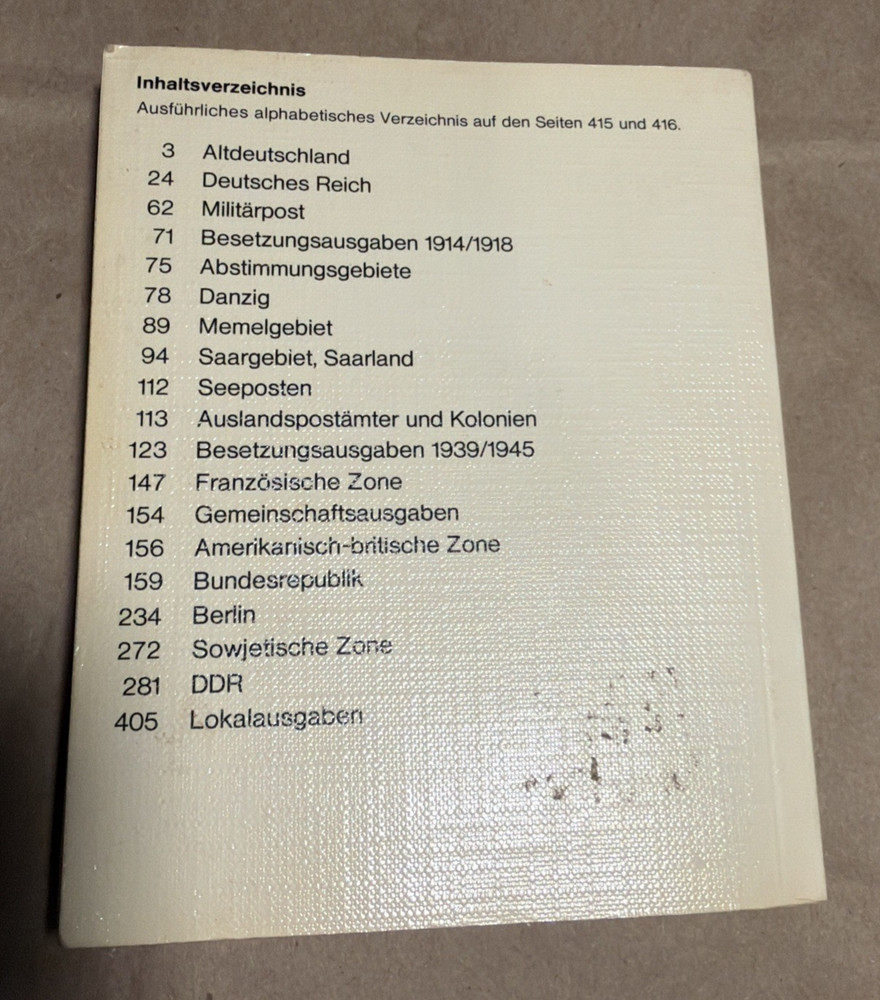 Inhaltsverzeichnis
Ausführliches alphabetisches Verzeichnis auf den Seiten 415 und 416.
3 Altdeutschland
24 Deutsches Reich
62 Militärpost
71 Besetzungsausgaben 1914/1918
75 Abstimmungsgebiete
78 Danzig
89 Memelgebiet
94 Saargebiet, Saarland
112 Seeposten
113 Auslandspostämter und Kolonien
123 Besetzungsausgaben 1939/1945
147 Französische Zone
154 Gemeinschaftsausgaben
156 Amerikanisch-britische Zone
159 Bundesrepublik
234 Berlin
272 Sowjetische Zone
281 DDR
405 Lokalausgaben